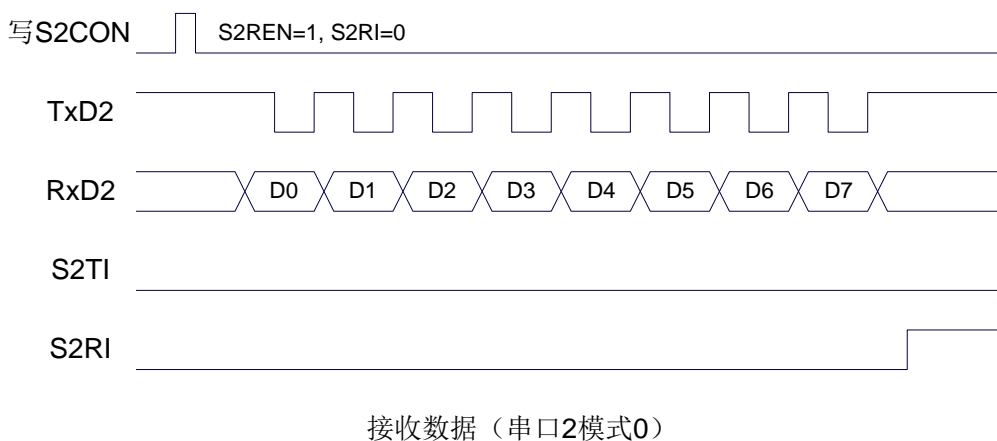 写S2CON S2REN=1, S2RI=0
TxD2
RxD2 D0 D1 D2 D3 D4 D5 D6 D7
S2TI
S2RI
接收数据（串口2模式0）